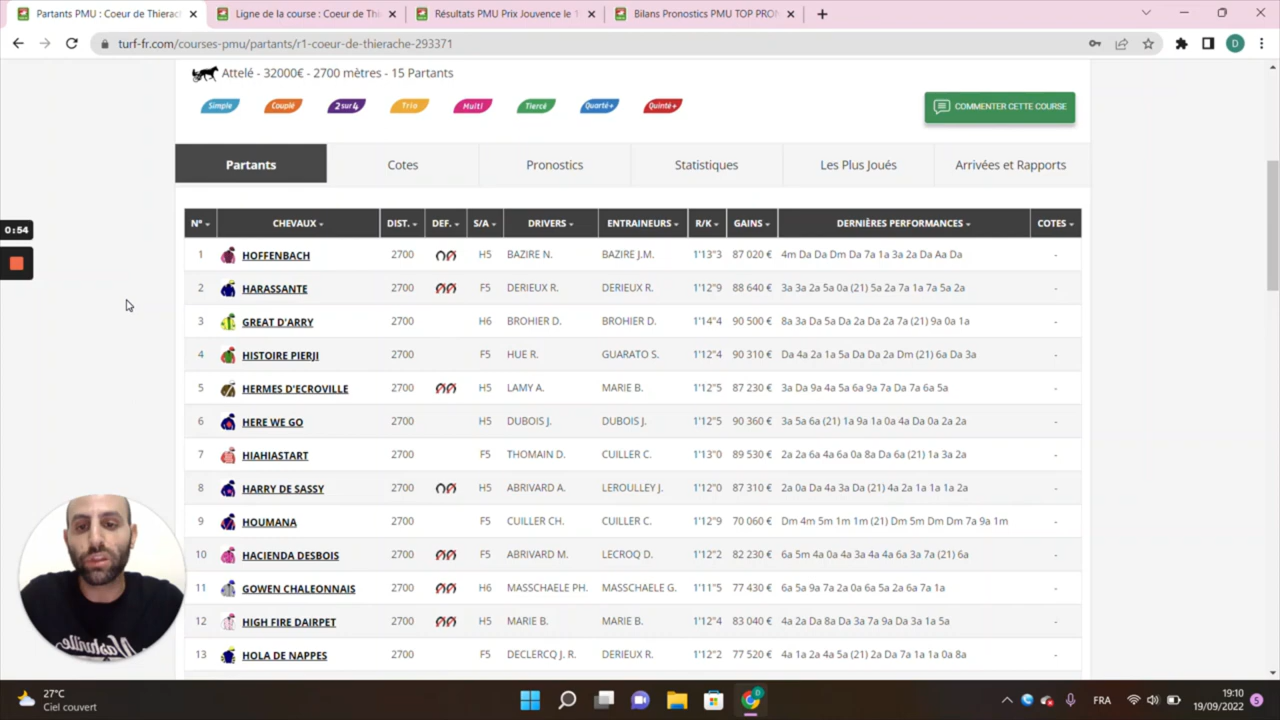 Partants PMU : Coeur de Thierach
Ligne de la course : Coeur de Thi
Résultats PMU Prix Jouvence le 1
Bilans Pronostics PMU TOP PRON
turf-fr.com/courses-pmu/partants/r1-coeur-de-thierache-293371
D
Attelé - 32000€ - 2700 mètres - 15 Partants
Simple Couplé 2sur4 Trio Multi Tiercé Quarté+ Quinté+
COMMENTER CETTE COURSE
Partants Cotes Pronostics Statistiques Les Plus Joués Arrivées et Rapports
0:54
N° CHEVAUX DIST. DEF. S/A DRIVERS ENTRAINEURS R/K GAINS DERNIÈRES PERFORMANCES COTES
1 HOFFENBACH 2700 H5 BAZIRE N. BAZIRE J.M. 1'13"3 87 020 € 4m Da Da Dm Da 7a 1a 3a 2a Da Aa Da -
2 HARASSANTE 2700 F5 DERIEUX R. DERIEUX R. 1'12"9 88 640 € 3a 3a 2a 5a 0a (21) 5a 2a 7a 1a 7a 5a 2a -
3 GREAT D'ARRY 2700 H6 BROHIER D. BROHIER D. 1'14"4 90 500 € 8a 3a Da 5a Da 2a Da 2a 7a (21) 9a 0a 1a -
4 HISTOIRE PIERJI 2700 F5 HUE R. GUARATO S. 1'12"4 90 310 € Da 4a 2a 1a 5a Da Da 2a Dm (21) 6a Da 3a -
5 HERMES D'ECROVILLE 2700 H5 LAMY A. MARIE B. 1'12"5 87 230 € 3a Da 9a 4a 5a 6a 9a 7a Da 7a 6a 5a -
6 HERE WE GO 2700 H5 DUBOIS J. DUBOIS J. 1'12"3 90 360 € 3a 5a 6a (21) 1a 9a 1a 0a 4a Da 0a 2a 2a -
7 HIAHIASTART 2700 F5 THOMAIN D. CUILLER C. 1'13"0 89 530 € 2a 2a 6a 4a 6a 0a 8a Da 6a (21) 1a 3a 2a -
8 HARRY DE SASSY 2700 H5 ABRIVARD A. LEROULLEY J. 1'12"0 87 310 € 2a 0a Da 4a 3a Da (21) 4a 2a 1a 1a 1a 2a -
9 HOUMANA 2700 F5 CUILLER CH. CUILLER C. 1'12"9 70 060 € Dm 4m 5m 1m 1m (21) Dm 5m Dm Dm 7a 9a 1m -
10 HACIENDA DESBOIS 2700 F5 ABRIVARD M. LECROQ D. 1'12"2 82 230 € 6a 5m 4a 0a 4a 3a 4a 4a 6a 3a 7a (21) 6a -
11 GOWEN CHALEONNAIS 2700 H6 MASSCHAELE PH. MASSCHAELE G. 1'11"5 77 430 € 6a 5a 9a 7a 2a 0a 6a 5a 2a 6a 7a 1a -
12 HIGH FIRE DAIRPET 2700 H5 MARIE B. MARIE B. 1'12"4 83 040 € 4a 2a Da 8a Da 3a 7a 9a Da 3a 1a 5a -
13 HOLA DE NAPPES 2700 F5 DECLERCQ J. R. DERIEUX R. 1'12"2 77 520 € 4a 1a 2a 4a 5a (21) 2a Da 7a 1a 1a 0a 8a -
Nashville
27°C
Ciel couvert
FRA
19:10
19/09/2022
5